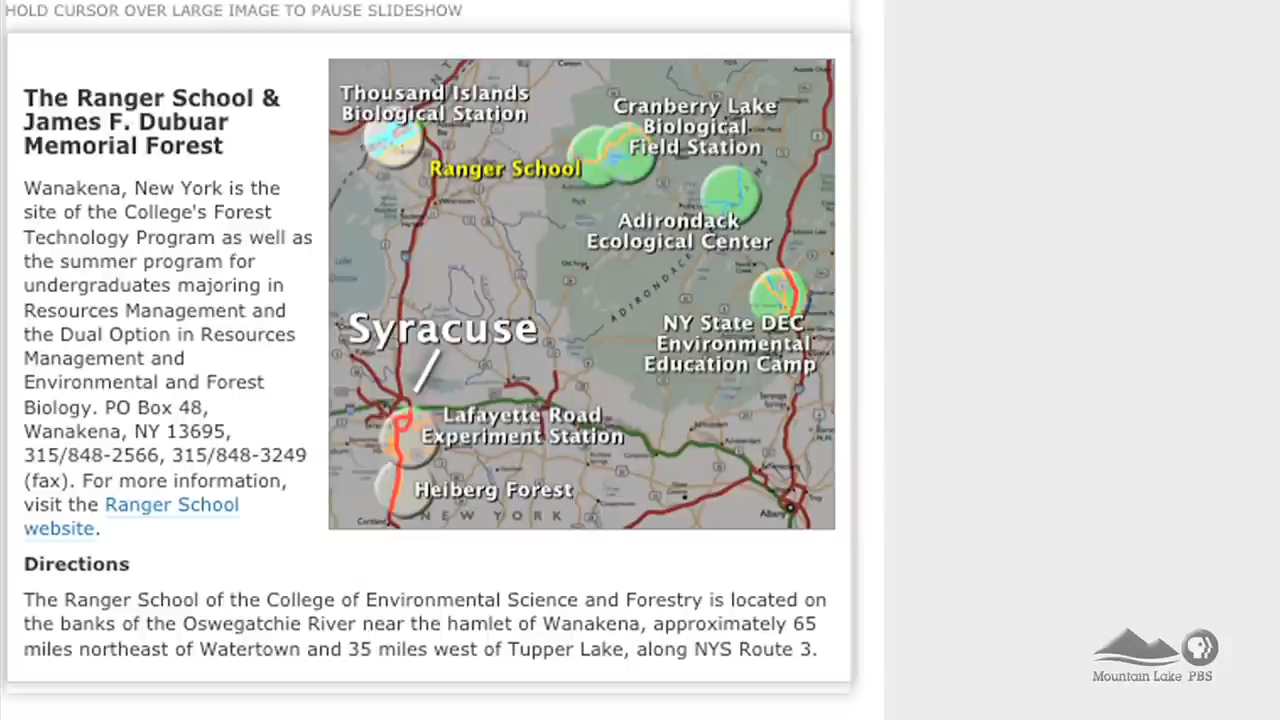 HOLD CURSOR OVER LARGE IMAGE TO PAUSE SLIDESHOW
The Ranger School &
James F. Dubuar
Memorial Forest
Wanakena, New York is the
site of the College's Forest
Technology Program as well as
the summer program for
undergraduates majoring in
Resources Management and
the Dual Option in Resources
Management and
Environmental and Forest
Biology. PO Box 48,
Wanakena, NY 13695,
315/848-2566, 315/848-3249
(fax). For more information,
visit the Ranger School
website.
Thousand Islands
Biological Station
Cranberry Lake
Biological
Field Station
Ranger School
Adirondack
Ecological Center
ADIRONDACK
NY State DEC
Environmental
Education Camp
Syracuse
Lafayette Road
Experiment Station
Heiberg Forest
NEW YORK
Albany
Cortland
Directions
The Ranger School of the College of Environmental Science and Forestry is located on
the banks of the Oswegatchie River near the hamlet of Wanakena, approximately 65
miles northeast of Watertown and 35 miles west of Tupper Lake, along NYS Route 3.
Mountain Lake PBS